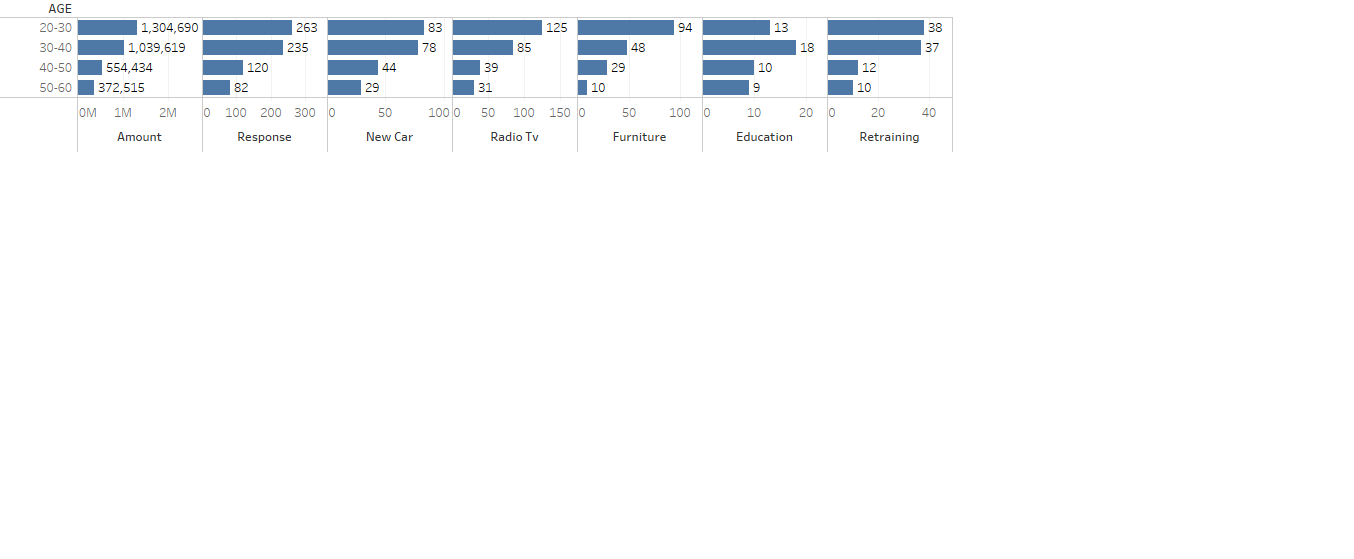 AGE
20-30 1,304,690 263 83 125 94 13 38
30-40 1,039,619 235 78 85 48 18 37
40-50 554,434 120 44 39 29 10 12
50-60 372,515 82 29 31 10 9 10
0M 1M 2M 0 100 200 300 0 50 100 0 50 100 150 0 50 100 0 10 20 0 20 40
Amount Response New Car Radio Tv Furniture Education Retraining